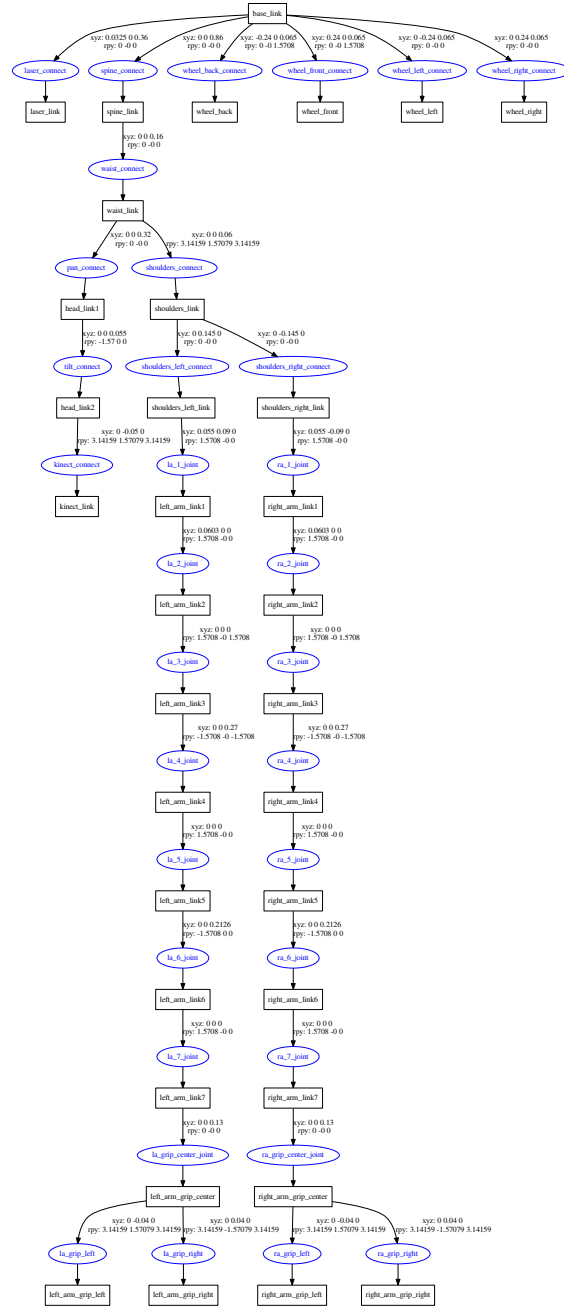 base_link
xyz: 0.0325 0 0.36
rpy: 0 -0 0
xyz: 0 0 0.86
rpy: 0 -0 0
xyz: -0.24 0 0.065
rpy: 0 -0 1.5708
xyz: 0.24 0 0.065
rpy: 0 -0 1.5708
xyz: 0 -0.24 0.065
rpy: 0 -0 0
xyz: 0 0.24 0.065
rpy: 0 -0 0
laser_connect
spine_connect
wheel_back_connect
wheel_front_connect
wheel_left_connect
wheel_right_connect
laser_link
spine_link
wheel_back
wheel_front
wheel_left
wheel_right
xyz: 0 0 0.16
rpy: 0 -0 0
waist_connect
waist_link
xyz: 0 0 0.32
rpy: 0 -0 0
xyz: 0 0 0.06
rpy: 3.14159 1.57079 3.14159
pan_connect
shoulders_connect
head_link1
shoulders_link
xyz: 0 0 0.055
rpy: -1.57 0 0
xyz: 0 0.145 0
rpy: 0 -0 0
xyz: 0 -0.145 0
rpy: 0 -0 0
tilt_connect
shoulders_left_connect
shoulders_right_connect
head_link2
shoulders_left_link
shoulders_right_link
xyz: 0 -0.05 0
rpy: 3.14159 1.57079 3.14159
xyz: 0.055 0.09 0
rpy: 1.5708 -0 0
xyz: 0.055 -0.09 0
rpy: 1.5708 -0 0
kinect_connect
la_1_joint
ra_1_joint
kinect_link
left_arm_link1
right_arm_link1
xyz: 0.0603 0 0
rpy: 1.5708 -0 0
xyz: 0.0603 0 0
rpy: 1.5708 -0 0
la_2_joint
ra_2_joint
left_arm_link2
right_arm_link2
xyz: 0 0 0
rpy: 1.5708 -0 1.5708
xyz: 0 0 0
rpy: 1.5708 -0 1.5708
la_3_joint
ra_3_joint
left_arm_link3
right_arm_link3
xyz: 0 0 0.27
rpy: -1.5708 -0 -1.5708
xyz: 0 0 0.27
rpy: -1.5708 -0 -1.5708
la_4_joint
ra_4_joint
left_arm_link4
right_arm_link4
xyz: 0 0 0
rpy: 1.5708 -0 0
xyz: 0 0 0
rpy: 1.5708 -0 0
la_5_joint
ra_5_joint
left_arm_link5
right_arm_link5
xyz: 0 0 0.2126
rpy: -1.5708 0 0
xyz: 0 0 0.2126
rpy: -1.5708 0 0
la_6_joint
ra_6_joint
left_arm_link6
right_arm_link6
xyz: 0 0 0
rpy: 1.5708 -0 0
xyz: 0 0 0
rpy: 1.5708 -0 0
la_7_joint
ra_7_joint
left_arm_link7
right_arm_link7
xyz: 0 0 0.13
rpy: 0 -0 0
xyz: 0 0 0.13
rpy: 0 -0 0
la_grip_center_joint
ra_grip_center_joint
left_arm_grip_center
right_arm_grip_center
xyz: 0 -0.04 0
rpy: 3.14159 1.57079 3.14159
xyz: 0 0.04 0
rpy: 3.14159 -1.57079 3.14159
xyz: 0 -0.04 0
rpy: 3.14159 1.57079 3.14159
xyz: 0 0.04 0
rpy: 3.14159 -1.57079 3.14159
la_grip_left
la_grip_right
ra_grip_left
ra_grip_right
left_arm_grip_left
left_arm_grip_right
right_arm_grip_left
right_arm_grip_right